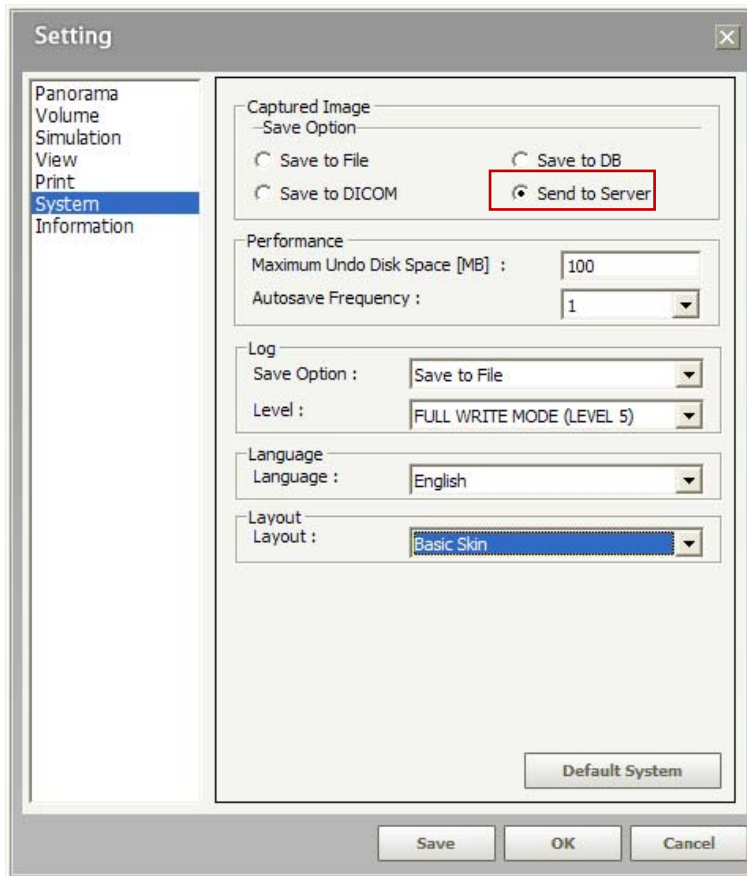 Setting
Panorama
Volume
Simulation
View
Print
System
Information
Captured Image
Save Option
Save to File
Save to DB
Save to DICOM
Send to Server
Performance
Maximum Undo Disk Space [MB] : 100
Autosave Frequency : 1
Log
Save Option : Save to File
Level : FULL WRITE MODE (LEVEL 5)
Language
Language : English
Layout
Layout : Basic Skin
Default System
Save OK Cancel